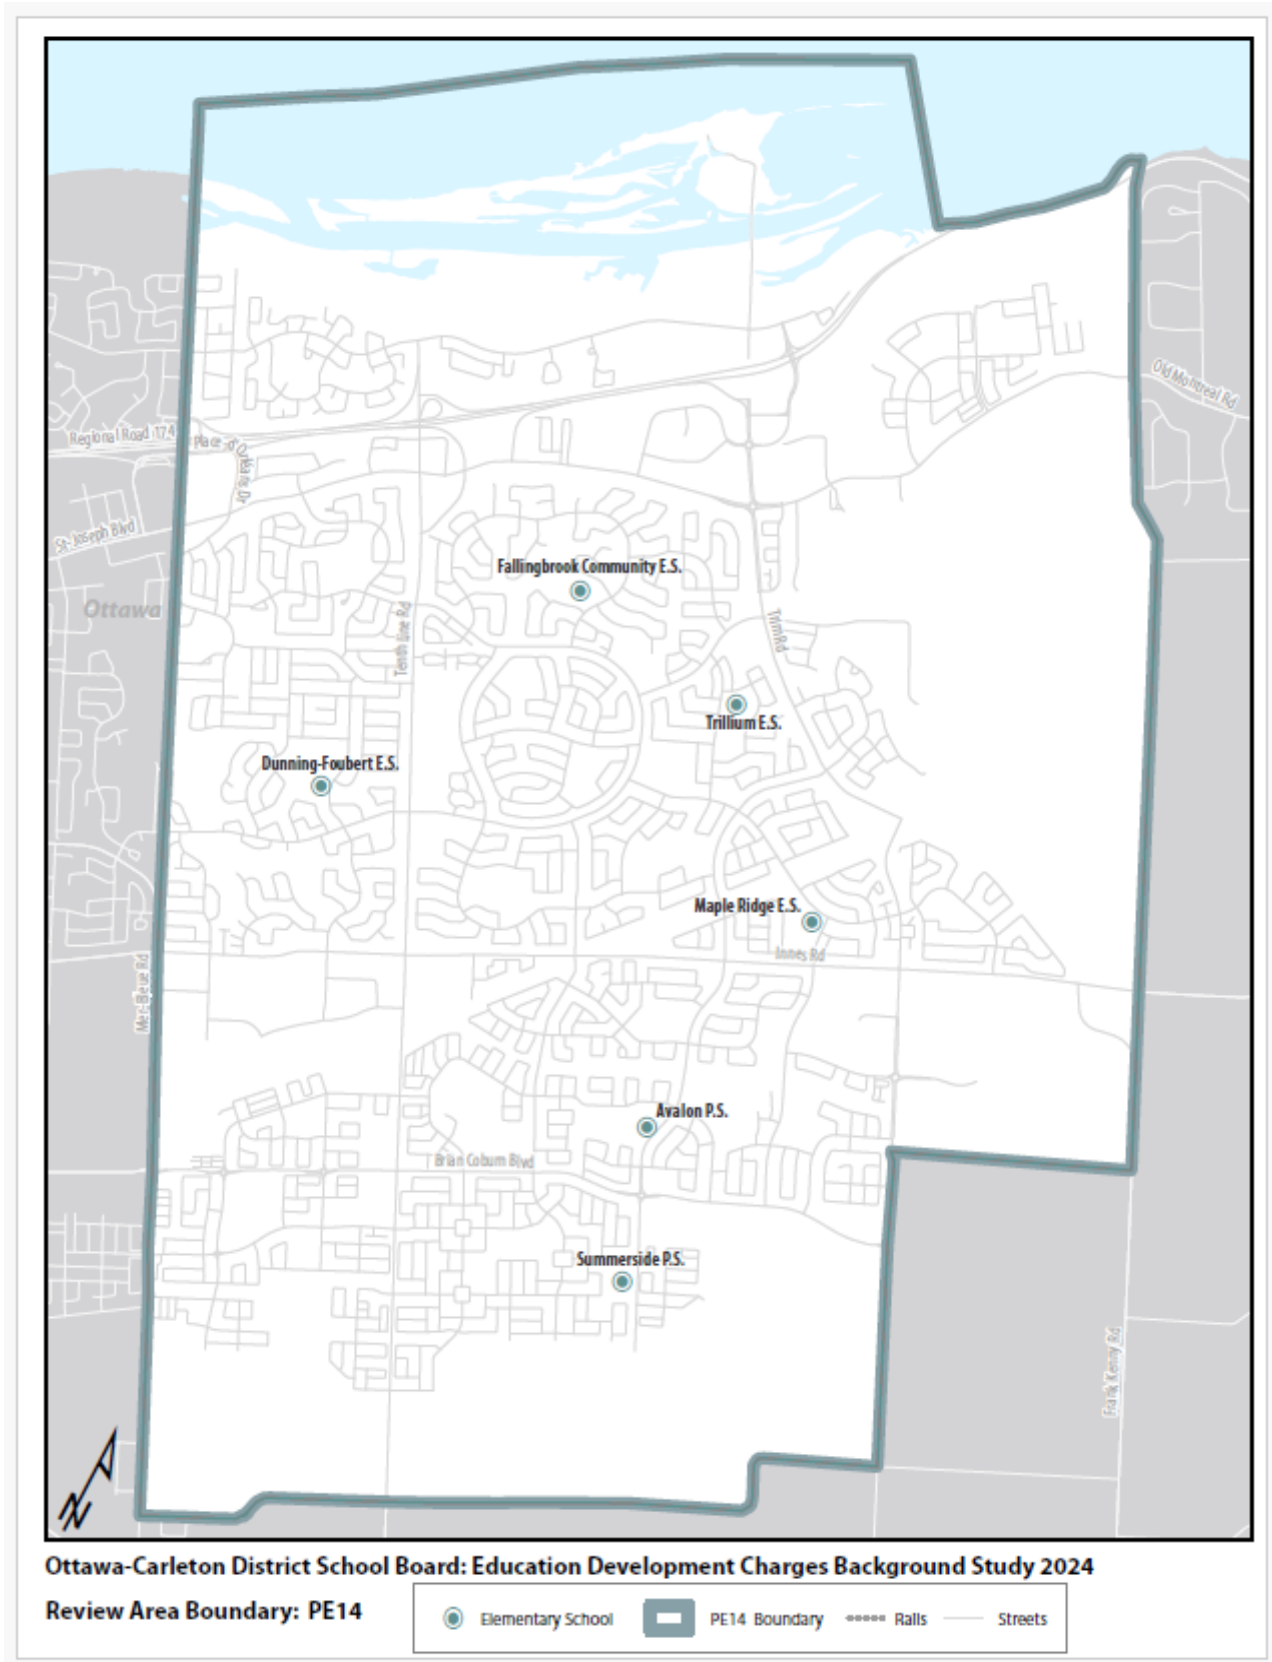 Old Montreal Rd
Regional Road 174
Place-d'Orléans Dr
St-Joseph Blvd
Fallingbrook Community E.S.
Ottawa
Tenth Line Rd
Trim Rd
Trillium E.S.
Dunning-Foubert E.S.
Maple Ridge E.S.
Innes Rd
Mer-Bleue Rd
Avalon P.S.
Brian Coburn Blvd
Summerside P.S.
Frank Kenny Rd
N
Ottawa-Carleton District School Board: Education Development Charges Background Study 2024
Review Area Boundary: PE14
Elementary School
PE14 Boundary
Rails
Streets